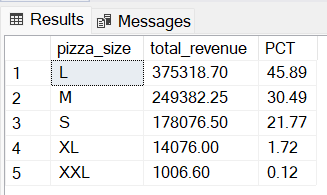 Results Messages
pizza_size total_revenue PCT
1 L 375318.70 45.89
2 M 249382.25 30.49
3 S 178076.50 21.77
4 XL 14076.00 1.72
5 XXL 1006.60 0.12